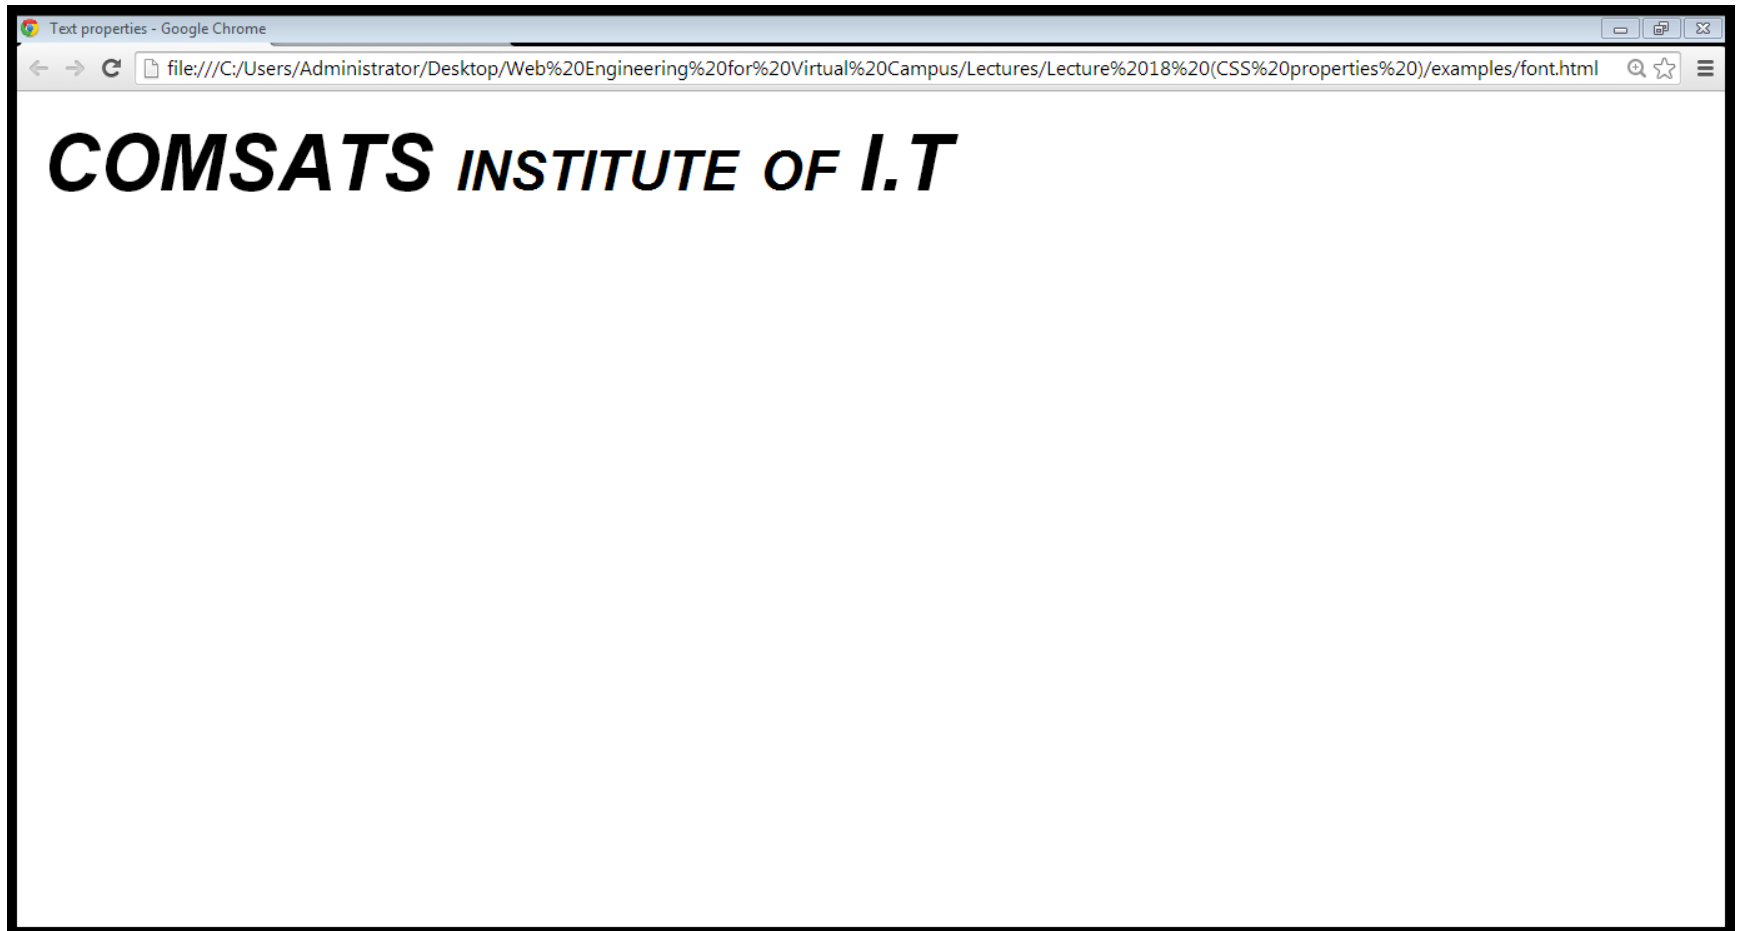 Text properties - Google Chrome
file:///C:/Users/Administrator/Desktop/Web%20Engineering%20for%20Virtual%20Campus/Lectures/Lecture%2018%20(CSS%20properties%20)/examples/font.html
COMSATS INSTITUTE OF I.T